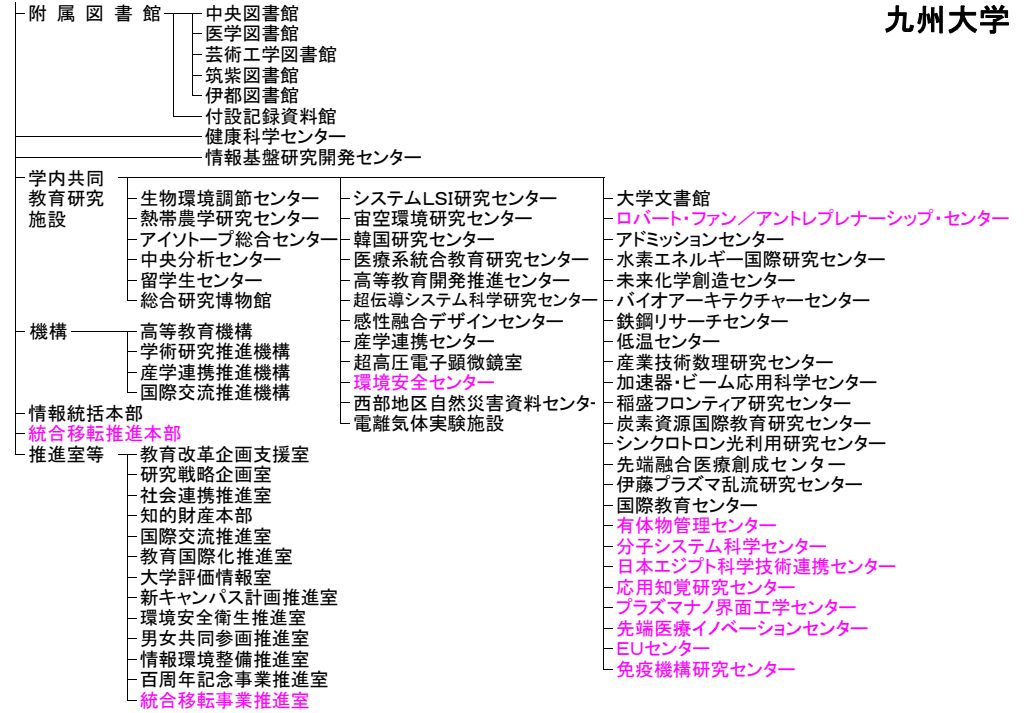 九州大学
附属図書館
中央図書館
医学図書館
芸術工学図書館
筑紫図書館
伊都図書館
付設記録資料館
健康科学センター
情報基盤研究開発センター
学内共同
教育研究
施設
生物環境調節センター
熱帯農学研究センター
アイソトープ総合センター
中央分析センター
留学生センター
総合研究博物館
システムLSI研究センター
宙空環境研究センター
韓国研究センター
医療系統合教育研究センター
高等教育開発推進センター
超伝導システム科学研究センター
感性融合デザインセンター
産学連携センター
超高圧電子顕微鏡室
環境安全センター
西部地区自然災害資料センター
電離気体実験施設
大学文書館
ロバート・ファン／アントレプレナーシップ・センター
アドミッションセンター
水素エネルギー国際研究センター
未来化学創造センター
バイオアーキテクチャーセンター
鉄鋼リサーチセンター
低温センター
産業技術数理研究センター
加速器・ビーム応用科学センター
稲盛フロンティア研究センター
炭素資源国際教育研究センター
シンクロトロン光利用研究センター
先端融合医療創成センター
伊藤プラズマ乱流研究センター
国際教育センター
有体物管理センター
分子システム科学センター
日本エジプト科学技術連携センター
応用知覚研究センター
プラズマナノ界面工学センター
先端医療イノベーションセンター
EUセンター
免疫機構研究センター
機構
高等教育機構
学術研究推進機構
産学連携推進機構
国際交流推進機構
情報統括本部
統合移転推進本部
推進室等
教育改革企画支援室
研究戦略企画室
社会連携推進室
知的財産本部
国際交流推進室
教育国際化推進室
大学評価情報室
新キャンパス計画推進室
環境安全衛生推進室
男女共同参画推進室
情報環境整備推進室
百周年記念事業推進室
統合移転事業推進室